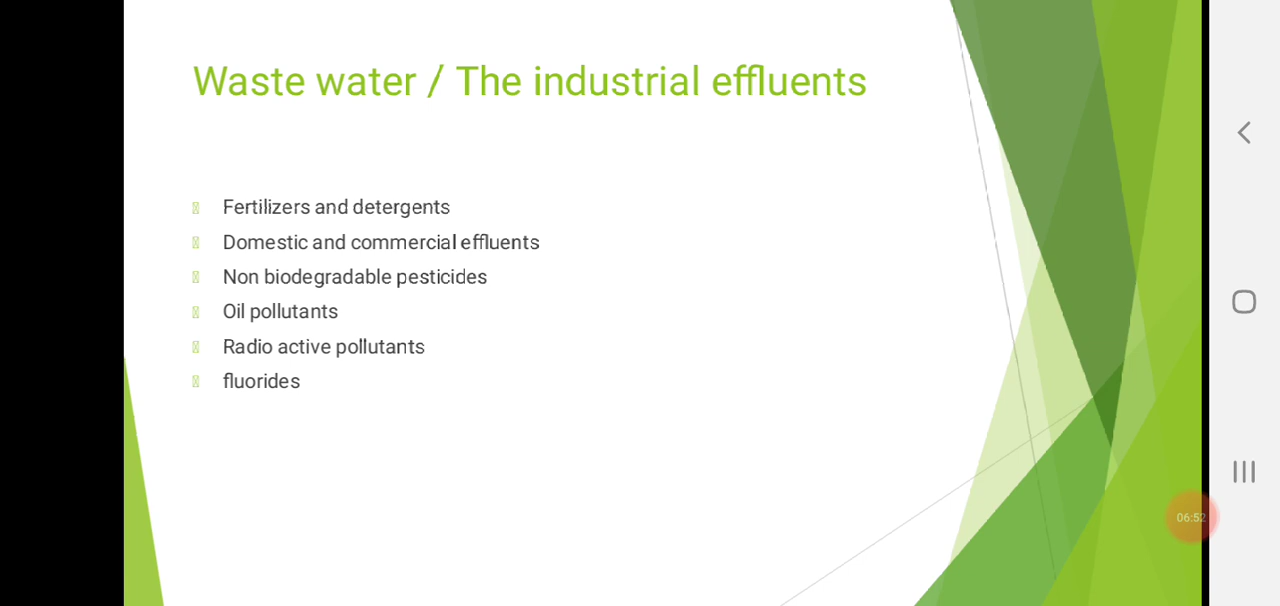 Waste water / The industrial effluents
Fertilizers and detergents
Domestic and commercial effluents
Non biodegradable pesticides
Oil pollutants
Radio active pollutants
fluorides
06:52